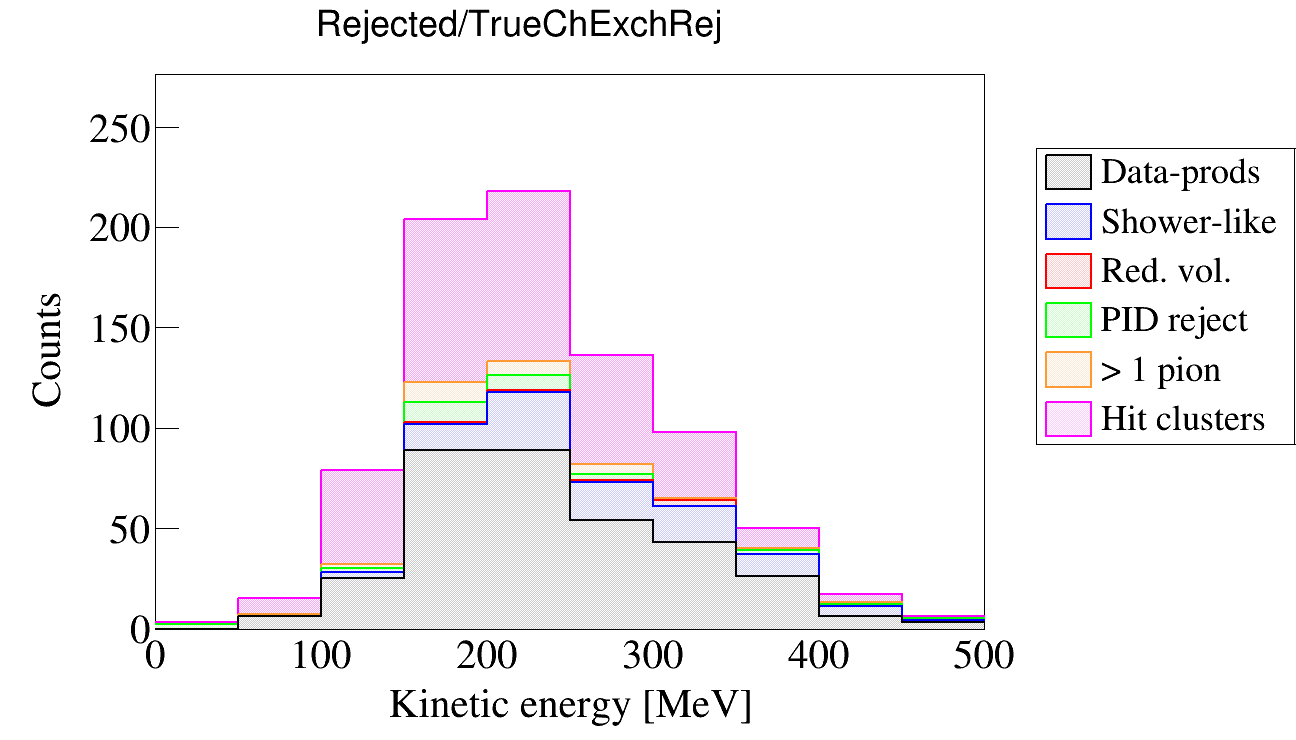 Rejected/TrueChExchRej
250
200
150
100
50
0
Counts
0 100 200 300 400 500
Kinetic energy [MeV]
Data-prods
Shower-like
Red. vol.
PID reject
> 1 pion
Hit clusters